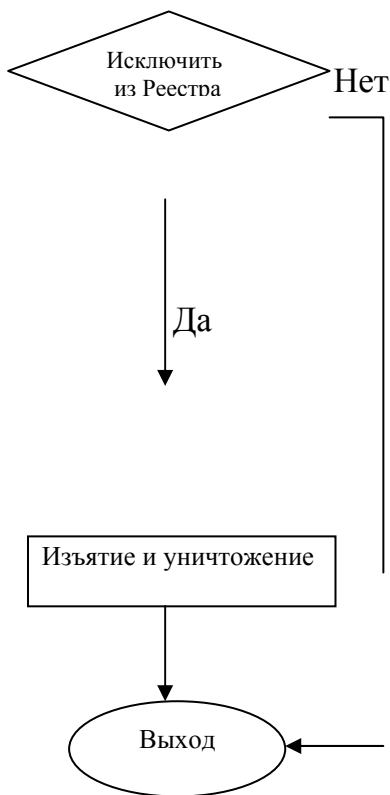 Исключить
из Реестра
Нет
Да
Изъятие и уничтожение
Выход